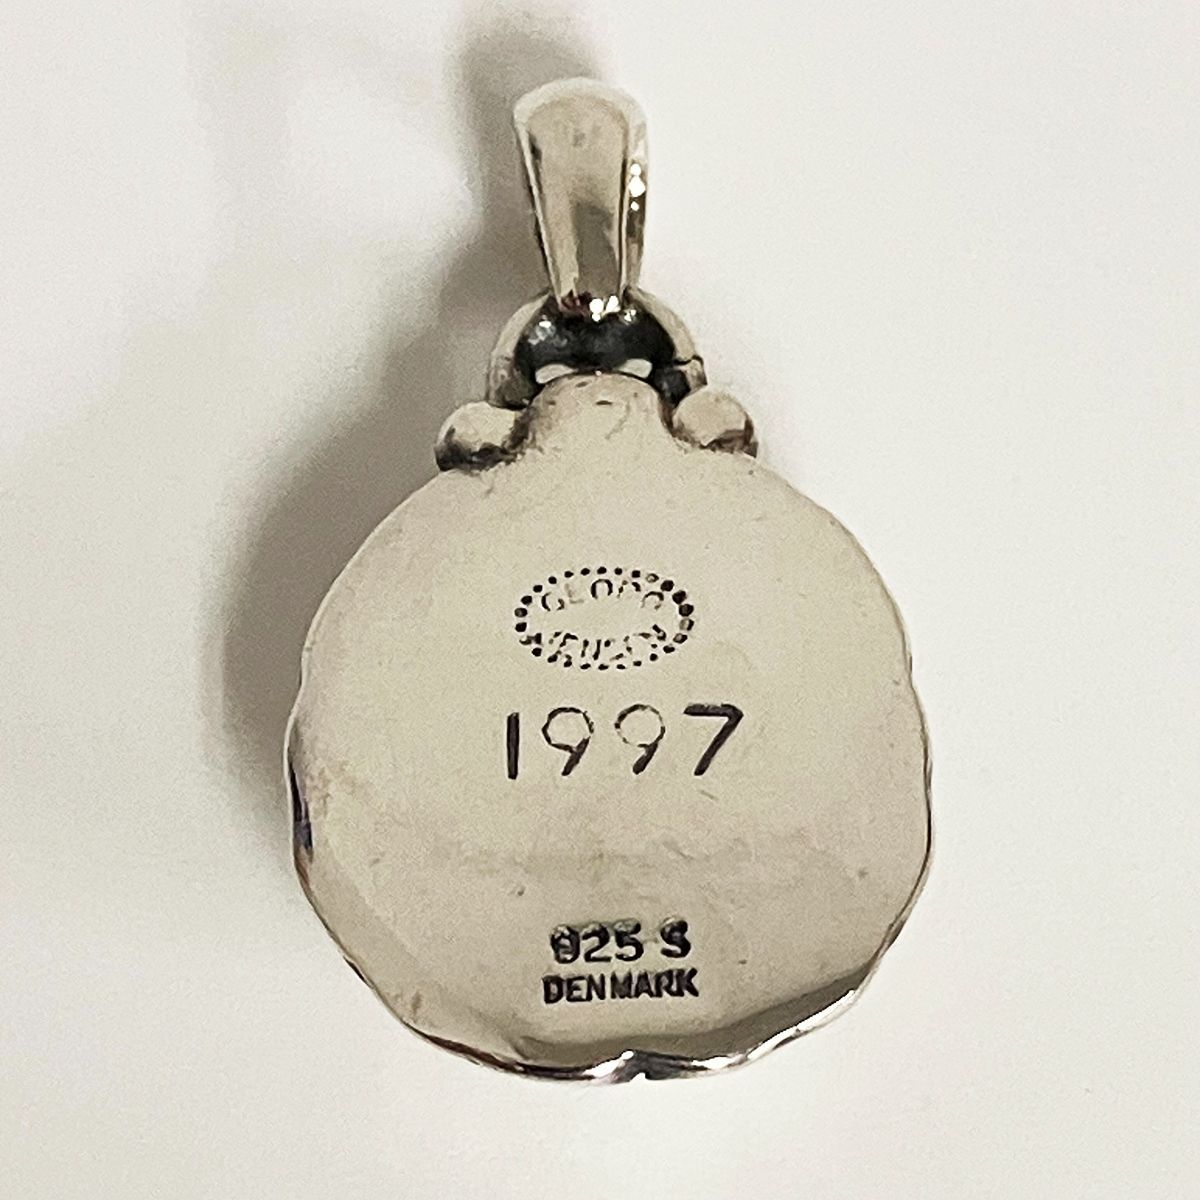 GEORG
JENSEN
1997
925 S
DENMARK